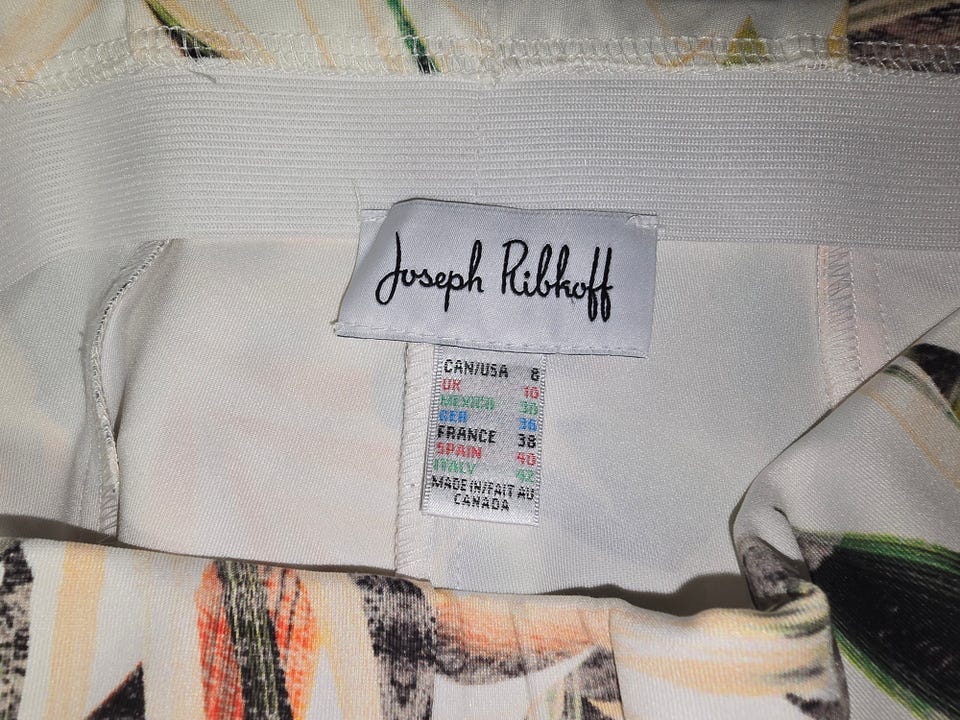 Joseph Ribkoff
CAN/USA 8
UK 10
MEXICO 30
GER 36
FRANCE 38
SPAIN 40
ITALY 42
MADE IN/FAIT AU
CANADA